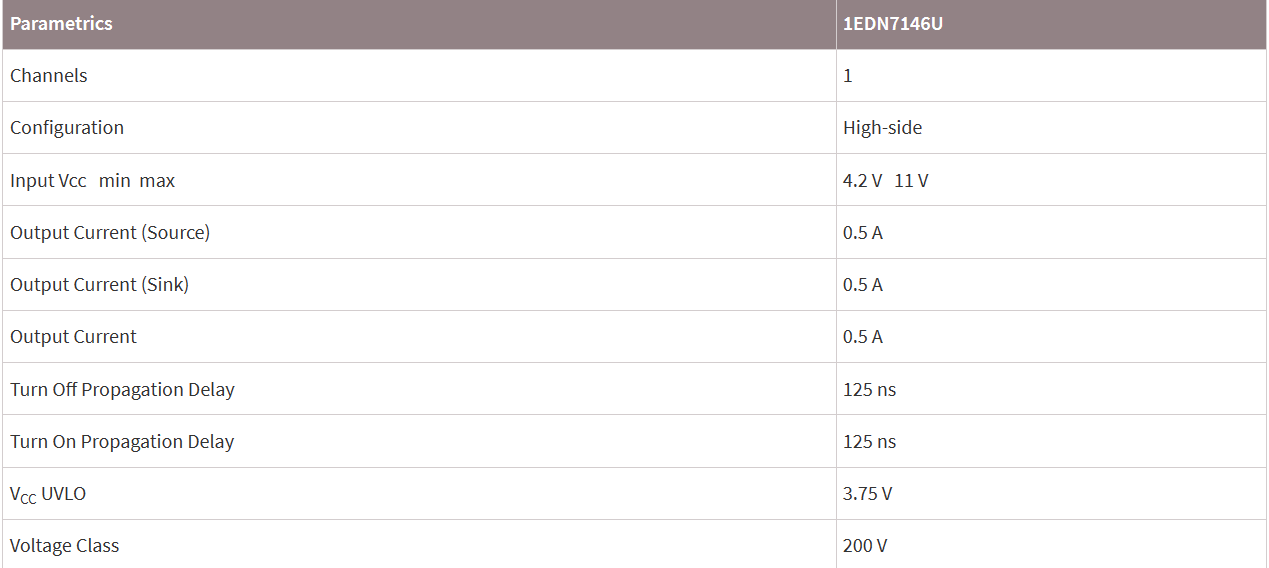 Parametrics 1EDN7146U
Channels 1
Configuration High-side
Input Vcc min max 4.2 V 11 V
Output Current (Source) 0.5 A
Output Current (Sink) 0.5 A
Output Current 0.5 A
Turn Off Propagation Delay 125 ns
Turn On Propagation Delay 125 ns
VCC UVLO 3.75 V
Voltage Class 200 V